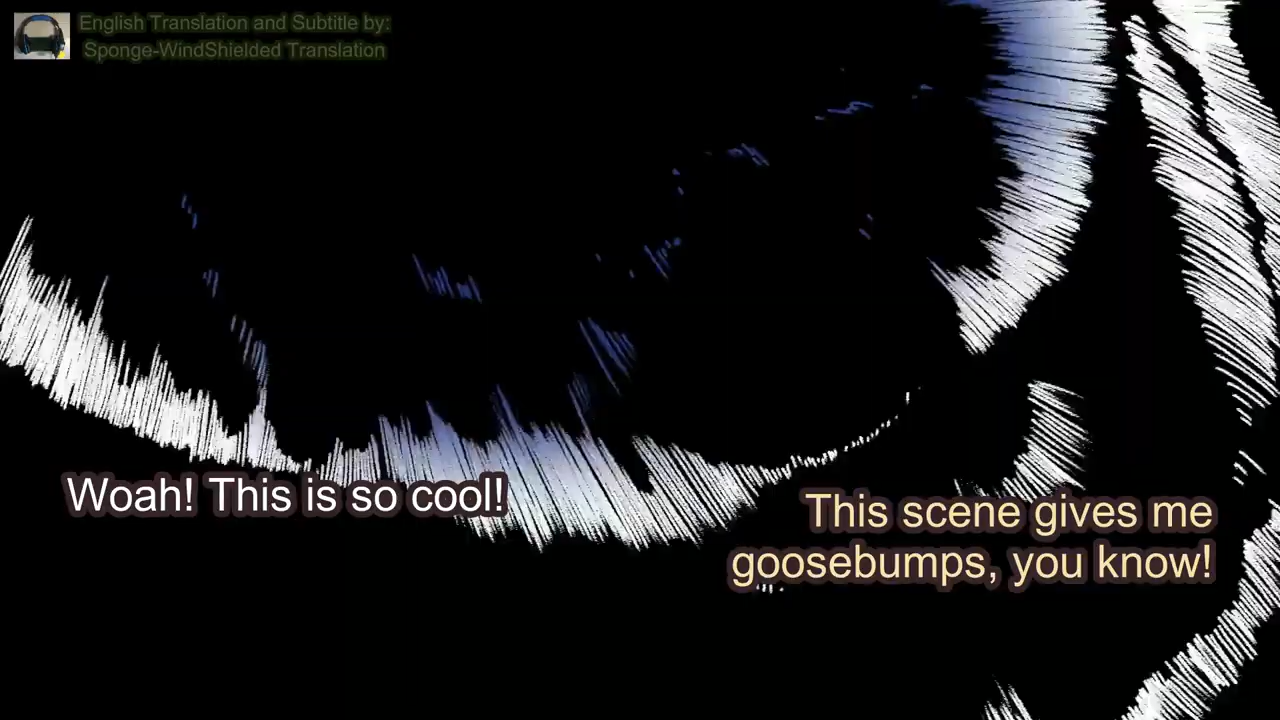 English Translation and Subtitle by:
Sponge-WindShielded Translation
Woah! This is so cool!
This scene gives me
goosebumps, you know!